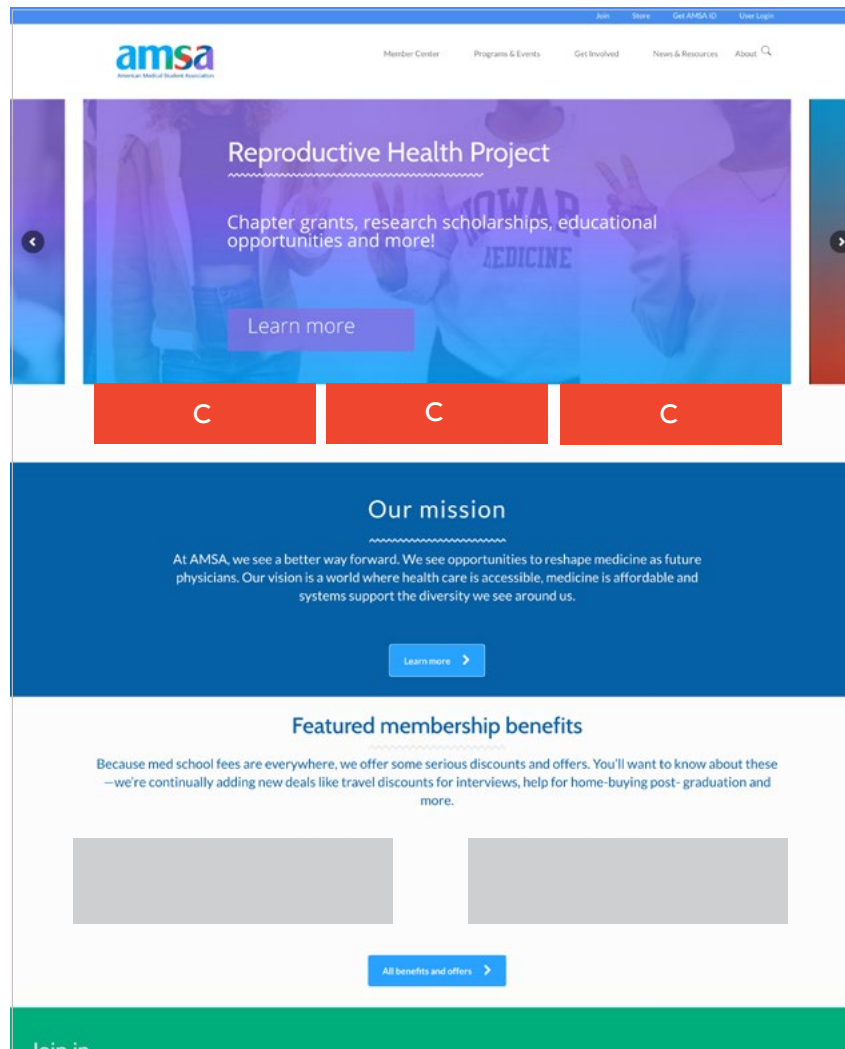 Join Store Get AMSA ID User Login
amsa
American Medical Student Association
Member Center Programs & Events Get Involved News & Resources About
Reproductive Health Project
Chapter grants, research scholarships, educational
opportunities and more!
HOWARD
MEDICINE
Learn more
C C C
Our mission
At AMSA, we see a better way forward. We see opportunities to reshape medicine as future
physicians. Our vision is a world where health care is accessible, medicine is affordable and
systems support the diversity we see around us.
Learn more
Featured membership benefits
Because med school fees are everywhere, we offer some serious discounts and offers. You'll want to know about these
—we're continually adding new deals like travel discounts for interviews, help for home-buying post- graduation and
more.
All benefits and offers
Join in